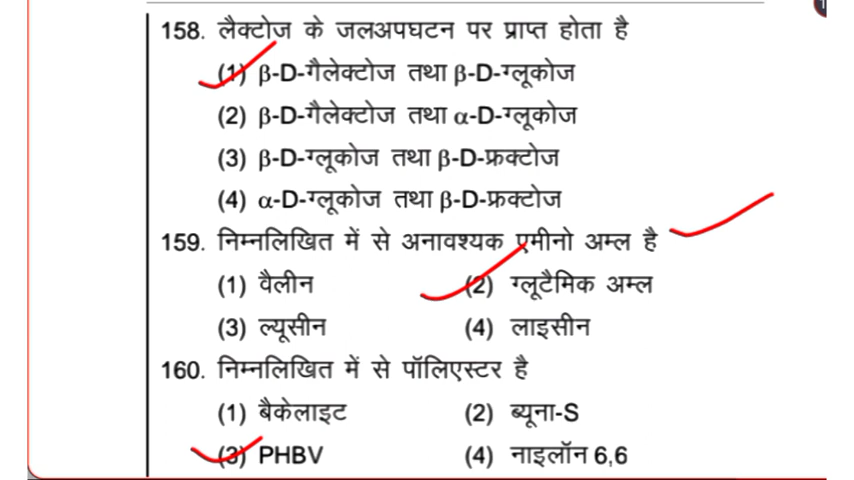 158. लैक्टोज के जलअपघटन पर प्राप्त होता है
(1) β-D-गैलेक्टोज तथा β-D-ग्लूकोज
(2) β-D-गैलेक्टोज तथा α-D-ग्लूकोज
(3) β-D-ग्लूकोज तथा β-D-फ्रक्टोज
(4) α-D-ग्लूकोज तथा β-D-फ्रक्टोज
159. निम्नलिखित में से अनावश्यक एमीनो अम्ल है
(1) वैलीन (2) ग्लूटैमिक अम्ल
(3) ल्यूसीन (4) लाइसीन
160. निम्नलिखित में से पॉलिएस्टर है
(1) बैकेलाइट (2) ब्यूना-S
(3) PHBV (4) नाइलॉन 6,6